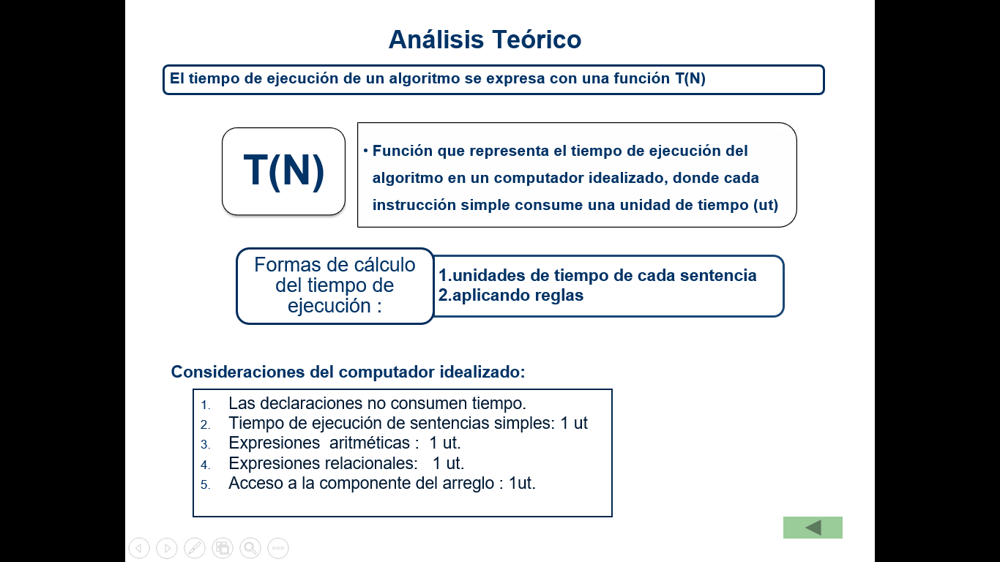 Análisis Teórico
El tiempo de ejecución de un algoritmo se expresa con una función T(N)
T(N)
• Función que representa el tiempo de ejecución del
algoritmo en un computador idealizado, donde cada
instrucción simple consume una unidad de tiempo (ut)
Formas de cálculo
del tiempo de
ejecución :
1.unidades de tiempo de cada sentencia
2.aplicando reglas
Consideraciones del computador idealizado:
1. Las declaraciones no consumen tiempo.
2. Tiempo de ejecución de sentencias simples: 1 ut
3. Expresiones aritméticas : 1 ut.
4. Expresiones relacionales: 1 ut.
5. Acceso a la componente del arreglo : 1ut.